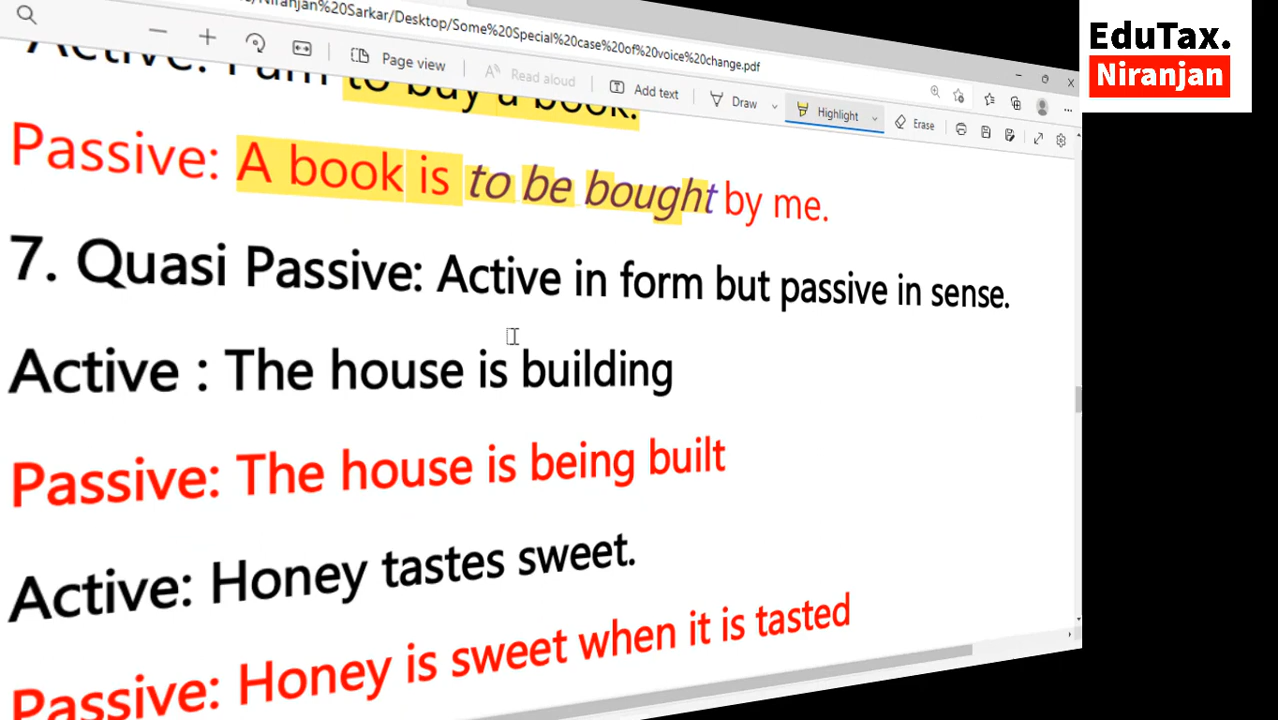 /Niranjan%20Sarkar/Desktop/Some%20Special%20case%20of%20voice%20change.pdf
EduTax.
Niranjan
Page view
Read aloud
Add text
Draw
Highlight
Erase
Active: I am to buy a book.
Passive: A book is to be bought by me.
7. Quasi Passive: Active in form but passive in sense.
Active : The house is building
Passive: The house is being built
Active: Honey tastes sweet.
Passive: Honey is sweet when it is tasted